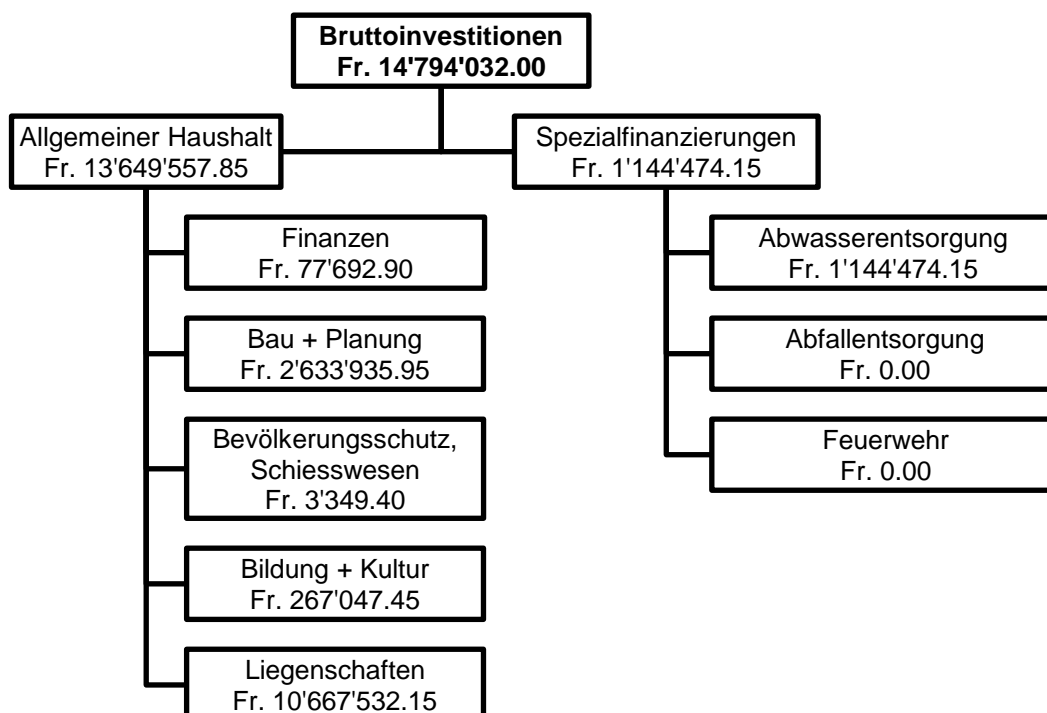 Bruttoinvestitionen
Fr. 14'794'032.00
Allgemeiner Haushalt
Fr. 13'649'557.85
Spezialfinanzierungen
Fr. 1'144'474.15
Finanzen
Fr. 77'692.90
Bau + Planung
Fr. 2'633'935.95
Bevölkerungsschutz,
Schiesswesen
Fr. 3'349.40
Bildung + Kultur
Fr. 267'047.45
Liegenschaften
Fr. 10'667'532.15
Abwasserentsorgung
Fr. 1'144'474.15
Abfallentsorgung
Fr. 0.00
Feuerwehr
Fr. 0.00